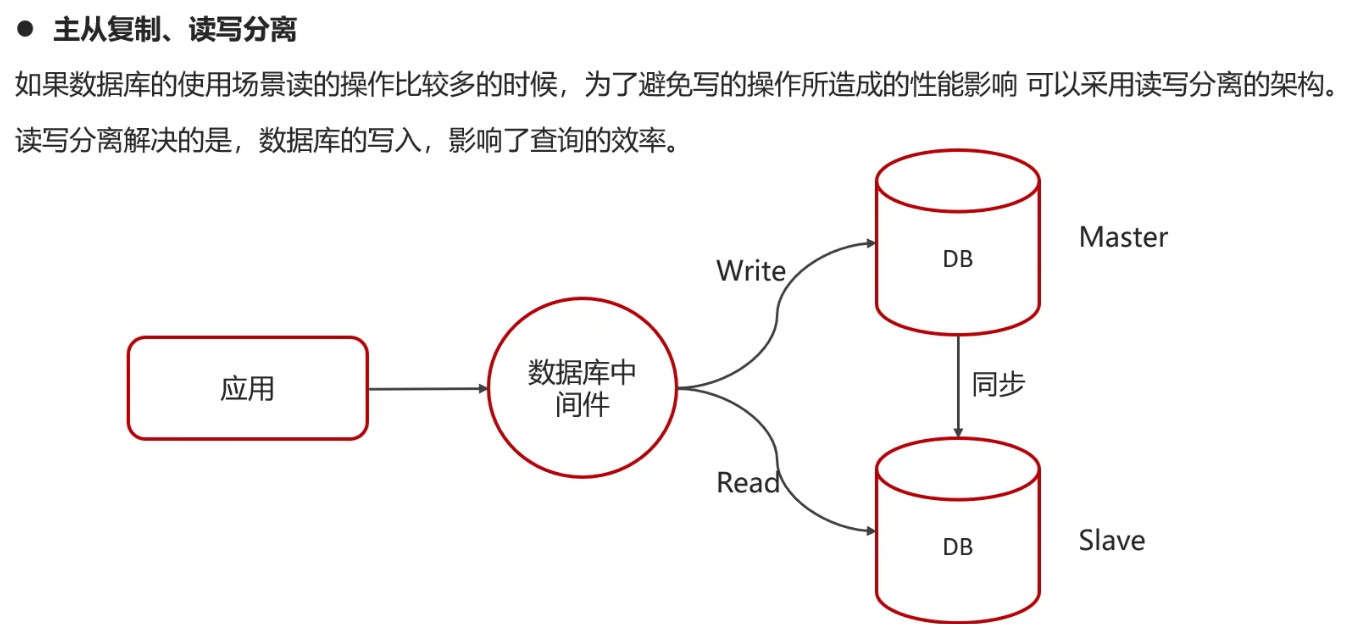 ● 主从复制、读写分离
如果数据库的使用场景读的操作比较多的时候，为了避免写的操作所造成的性能影响 可以采用读写分离的架构。
读写分离解决的是，数据库的写入，影响了查询的效率。
DB
Master
Write
应用
数据库中
间件
同步
Read
DB
Slave